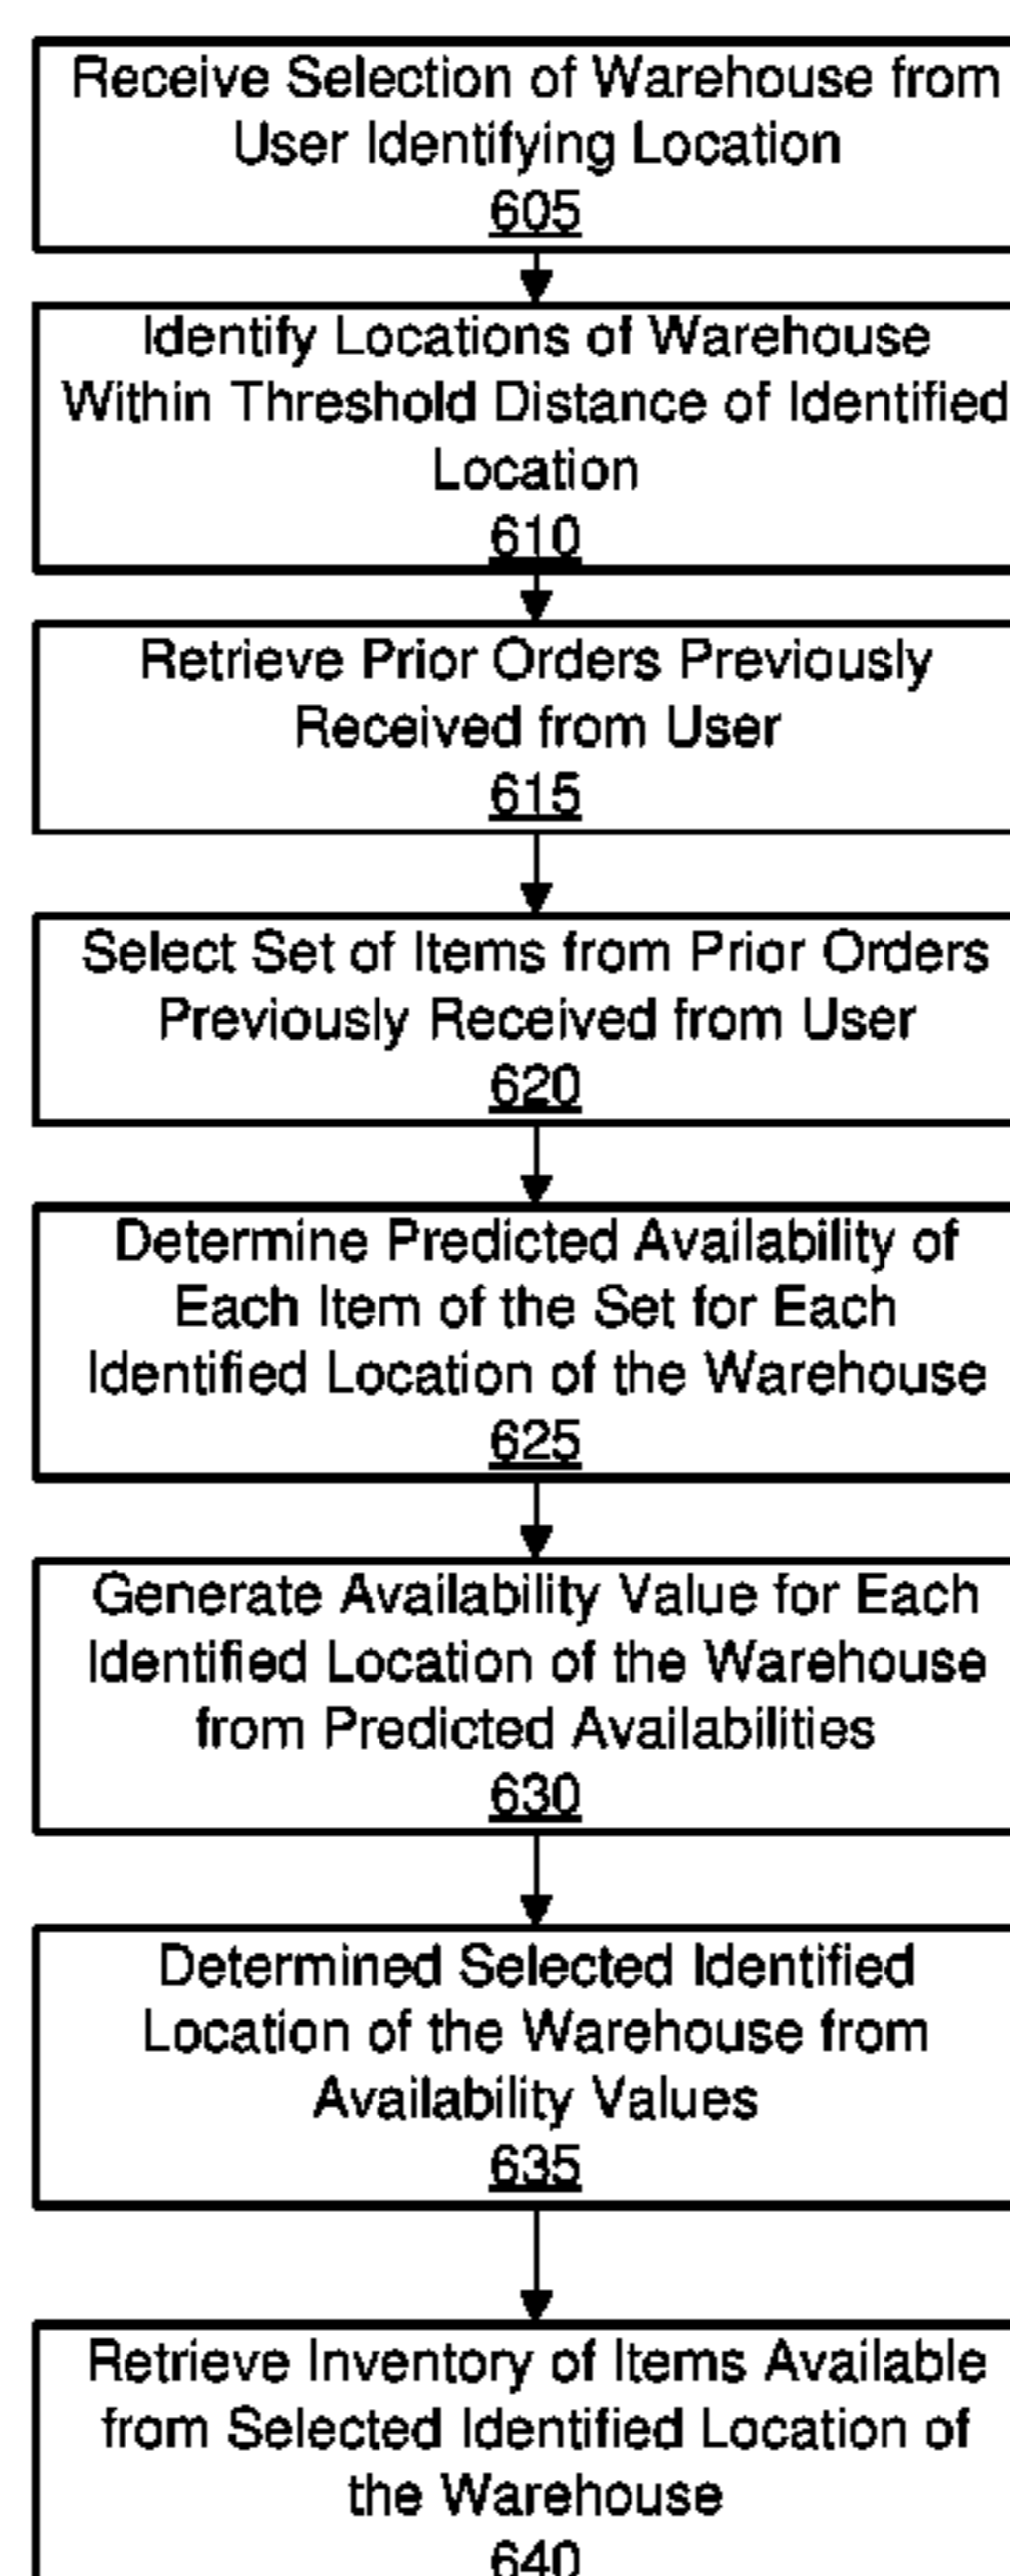 Receive Selection of Warehouse from
User Identifying Location
605
Identify Locations of Warehouse
Within Threshold Distance of Identified
Location
610
Retrieve Prior Orders Previously
Received from User
615
Select Set of Items from Prior Orders
Previously Received from User
620
Determine Predicted Availability of
Each Item of the Set for Each
Identified Location of the Warehouse
625
Generate Availability Value for Each
Identified Location of the Warehouse
from Predicted Availabilities
630
Determined Selected Identified
Location of the Warehouse from
Availability Values
635
Retrieve Inventory of Items Available
from Selected Identified Location of
the Warehouse
640